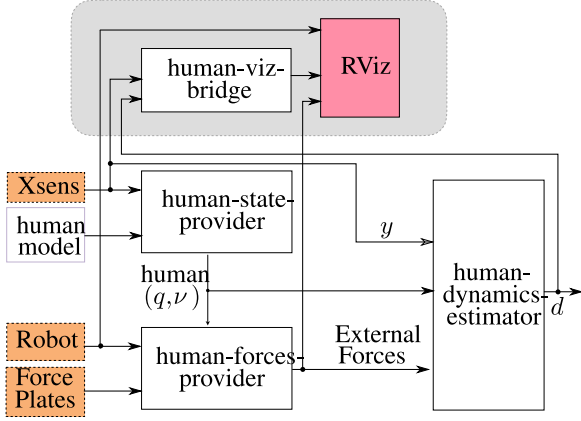 human-viz-
bridge
RViz
Xsens
human
model
human-state-
provider
y
human
(q,ν)
human-
dynamics-
estimator
d
Robot
Force
Plates
human-forces-
provider
External
Forces